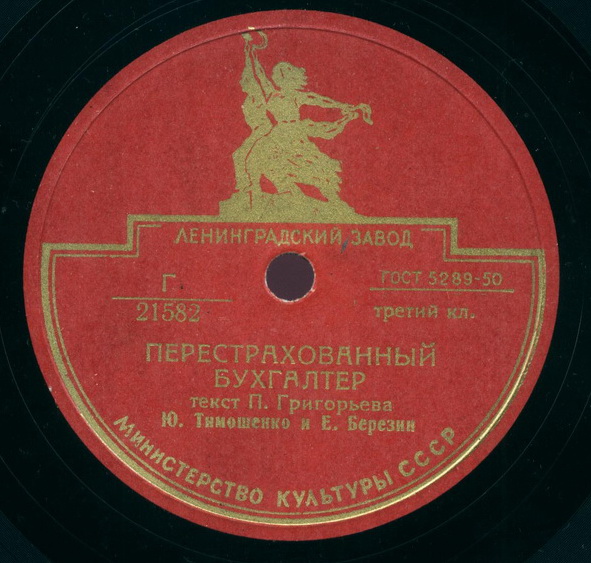 ЛЕНИНГРАДСКИЙ ЗАВОД
Г.
21582
ГОСТ 5289-50
третий кл.
ПЕРЕСТРАХОВАННЫЙ
БУХГАЛТЕР
текст П. Григорьева
Ю. Тимошенко и Е. Березин
МИНИСТЕРСТВО КУЛЬТУРЫ СССР